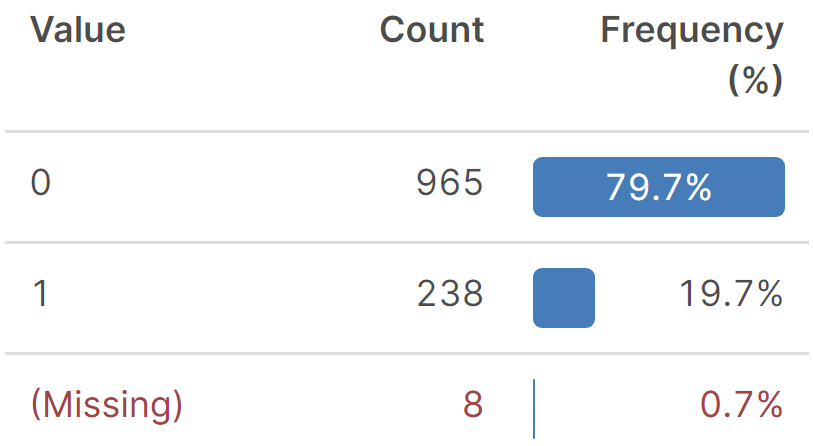 Value Count Frequency
(%)
0 965 79.7%
1 238 19.7%
(Missing) 8 0.7%